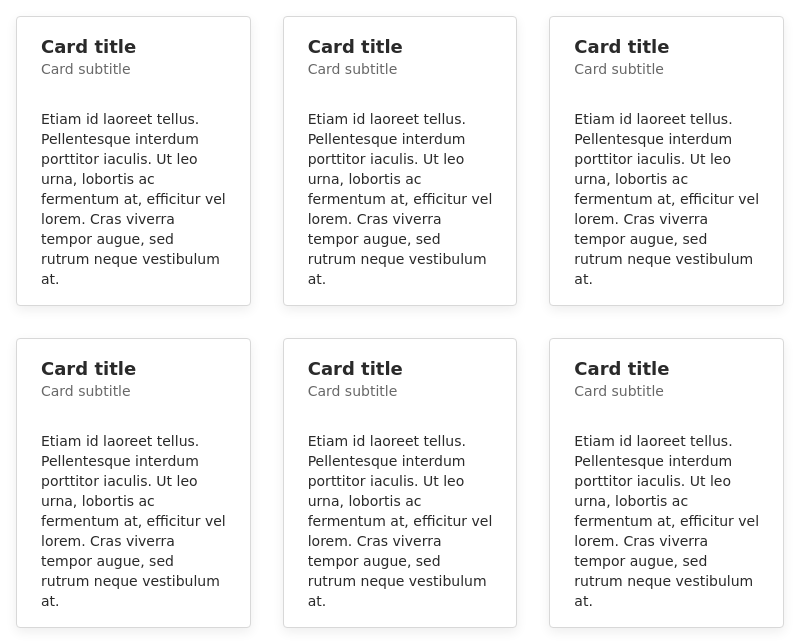 Card title
Card subtitle
Etiam id laoreet tellus.
Pellentesque interdum
porttitor iaculis. Ut leo
urna, lobortis ac
fermentum at, efficitur vel
lorem. Cras viverra
tempor augue, sed
rutrum neque vestibulum
at.
Card title
Card subtitle
Etiam id laoreet tellus.
Pellentesque interdum
porttitor iaculis. Ut leo
urna, lobortis ac
fermentum at, efficitur vel
lorem. Cras viverra
tempor augue, sed
rutrum neque vestibulum
at.
Card title
Card subtitle
Etiam id laoreet tellus.
Pellentesque interdum
porttitor iaculis. Ut leo
urna, lobortis ac
fermentum at, efficitur vel
lorem. Cras viverra
tempor augue, sed
rutrum neque vestibulum
at.
Card title
Card subtitle
Etiam id laoreet tellus.
Pellentesque interdum
porttitor iaculis. Ut leo
urna, lobortis ac
fermentum at, efficitur vel
lorem. Cras viverra
tempor augue, sed
rutrum neque vestibulum
at.
Card title
Card subtitle
Etiam id laoreet tellus.
Pellentesque interdum
porttitor iaculis. Ut leo
urna, lobortis ac
fermentum at, efficitur vel
lorem. Cras viverra
tempor augue, sed
rutrum neque vestibulum
at.
Card title
Card subtitle
Etiam id laoreet tellus.
Pellentesque interdum
porttitor iaculis. Ut leo
urna, lobortis ac
fermentum at, efficitur vel
lorem. Cras viverra
tempor augue, sed
rutrum neque vestibulum
at.